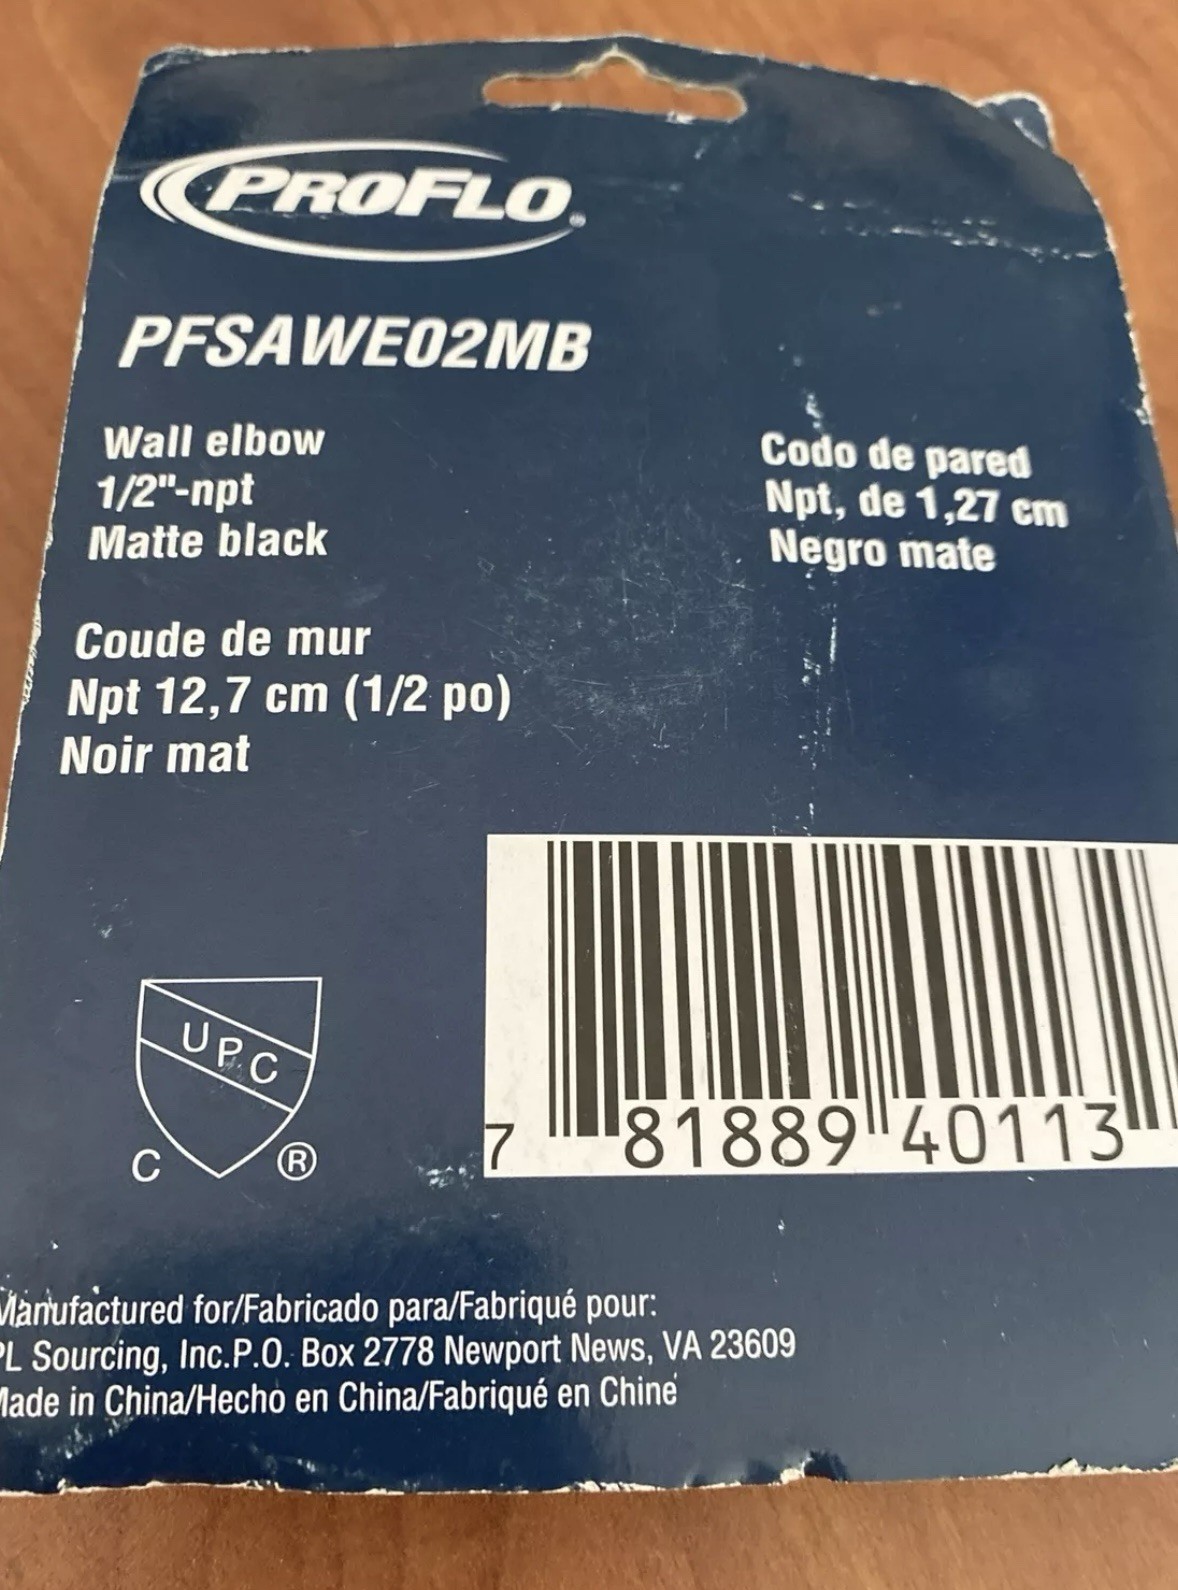 PROFLO®
PFSAWE02MB
Wall elbow
1/2"-npt
Matte black
Codo de pared
Npt, de 1,27 cm
Negro mate
Coude de mur
Npt 12,7 cm (1/2 po)
Noir mat
UPC
C ®
7 81889 40113
Manufactured for/Fabricado para/Fabriqué pour:
PL Sourcing, Inc.P.O. Box 2778 Newport News, VA 23609
Made in China/Hecho en China/Fabriqué en Chine